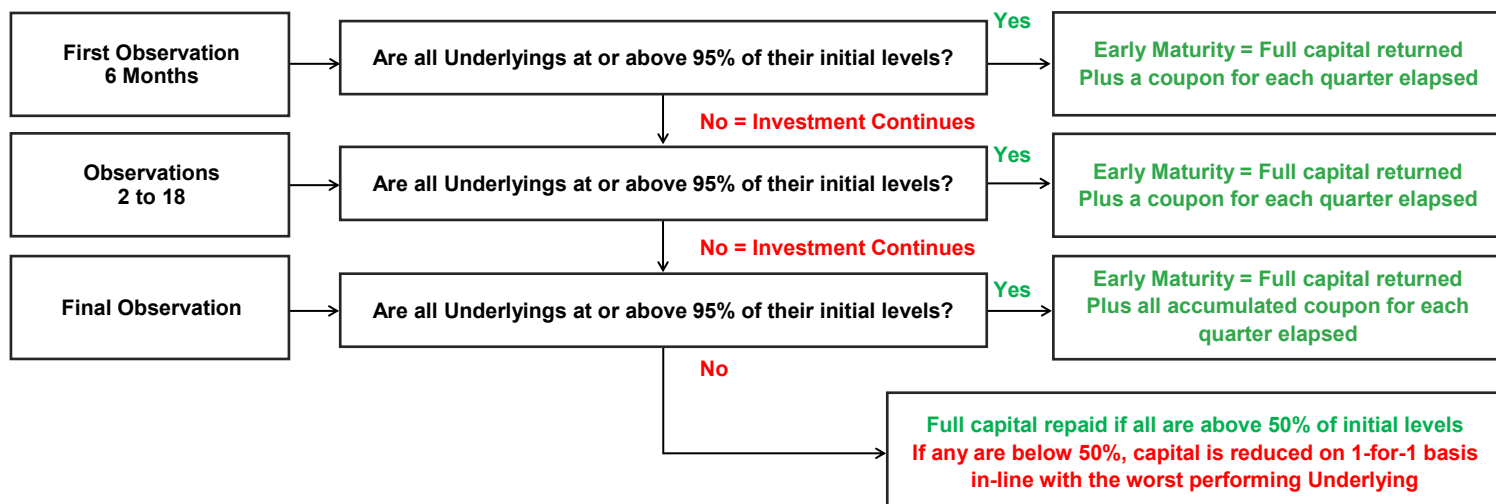 First Observation
6 Months
Are all Underlyings at or above 95% of their initial levels?
Yes
Early Maturity = Full capital returned
Plus a coupon for each quarter elapsed
No = Investment Continues
Observations
2 to 18
Are all Underlyings at or above 95% of their initial levels?
Yes
Early Maturity = Full capital returned
Plus a coupon for each quarter elapsed
No = Investment Continues
Final Observation
Are all Underlyings at or above 95% of their initial levels?
Yes
Early Maturity = Full capital returned
Plus all accumulated coupon for each
quarter elapsed
No
Full capital repaid if all are above 50% of initial levels
If any are below 50%, capital is reduced on 1-for-1 basis
in-line with the worst performing Underlying